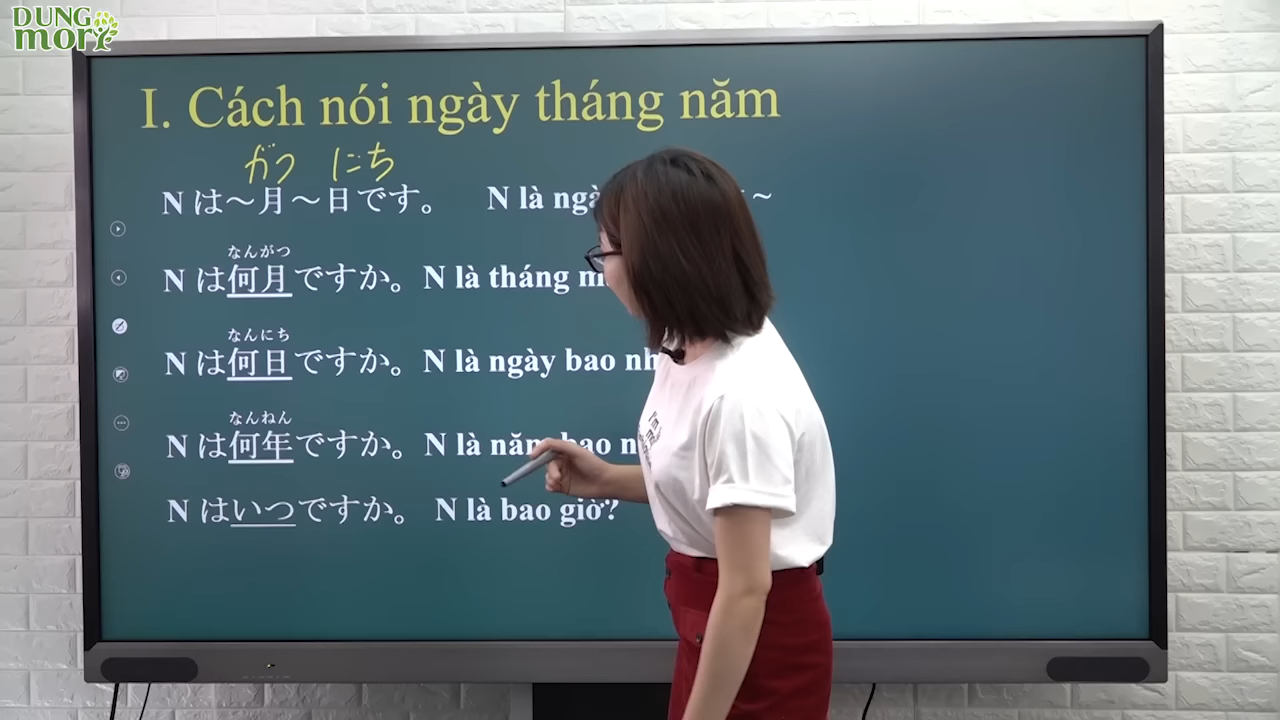 DUNG
mori
I. Cách nói ngày tháng năm
がつ にち
N は～月～日です。 N là ~
なんがつ
N は何月ですか。 N là tháng
なんにち
N は何日ですか。 N là ngày bao
なんねん
N は何年ですか。 N là năm bao
N はいつですか。 N là bao giờ?